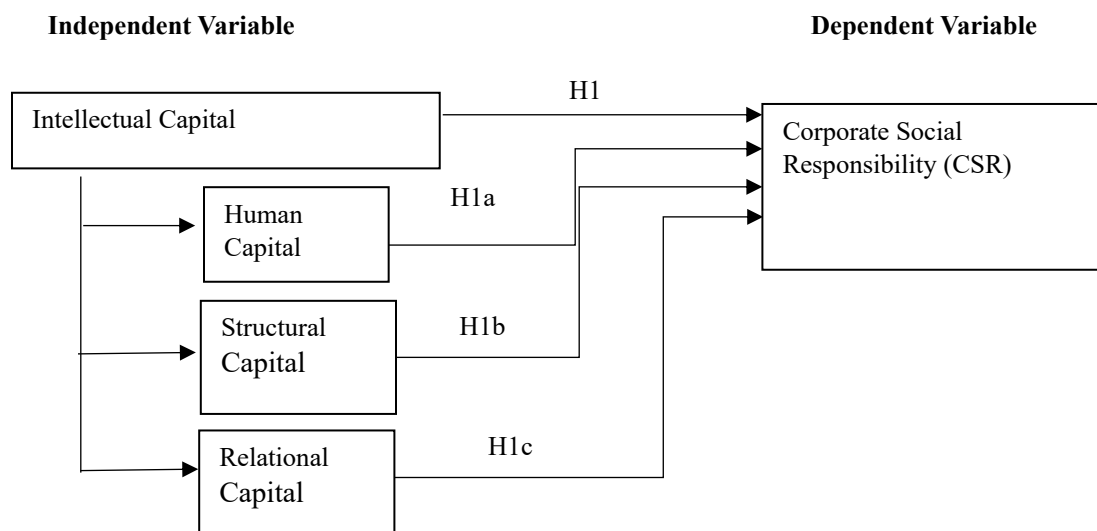 Independent Variable
Dependent Variable
H1
Intellectual Capital
Corporate Social
Responsibility (CSR)
H1a
Human
Capital
H1b
Structural
Capital
H1c
Relational
Capital